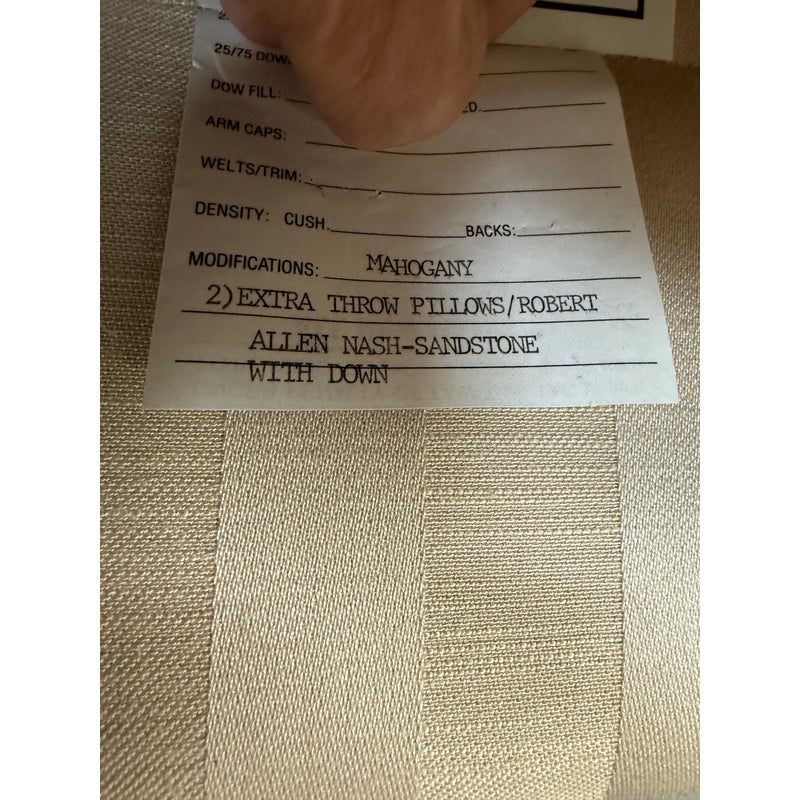 25/75 DOW
DOW FILL:
ARM CAPS:
WELTS/TRIM:
DENSITY: CUSH. BACKS:
MODIFICATIONS: MAHOGANY
2)EXTRA THROW PILLOWS/ROBERT
ALLEN NASH-SANDSTONE
WITH DOWN